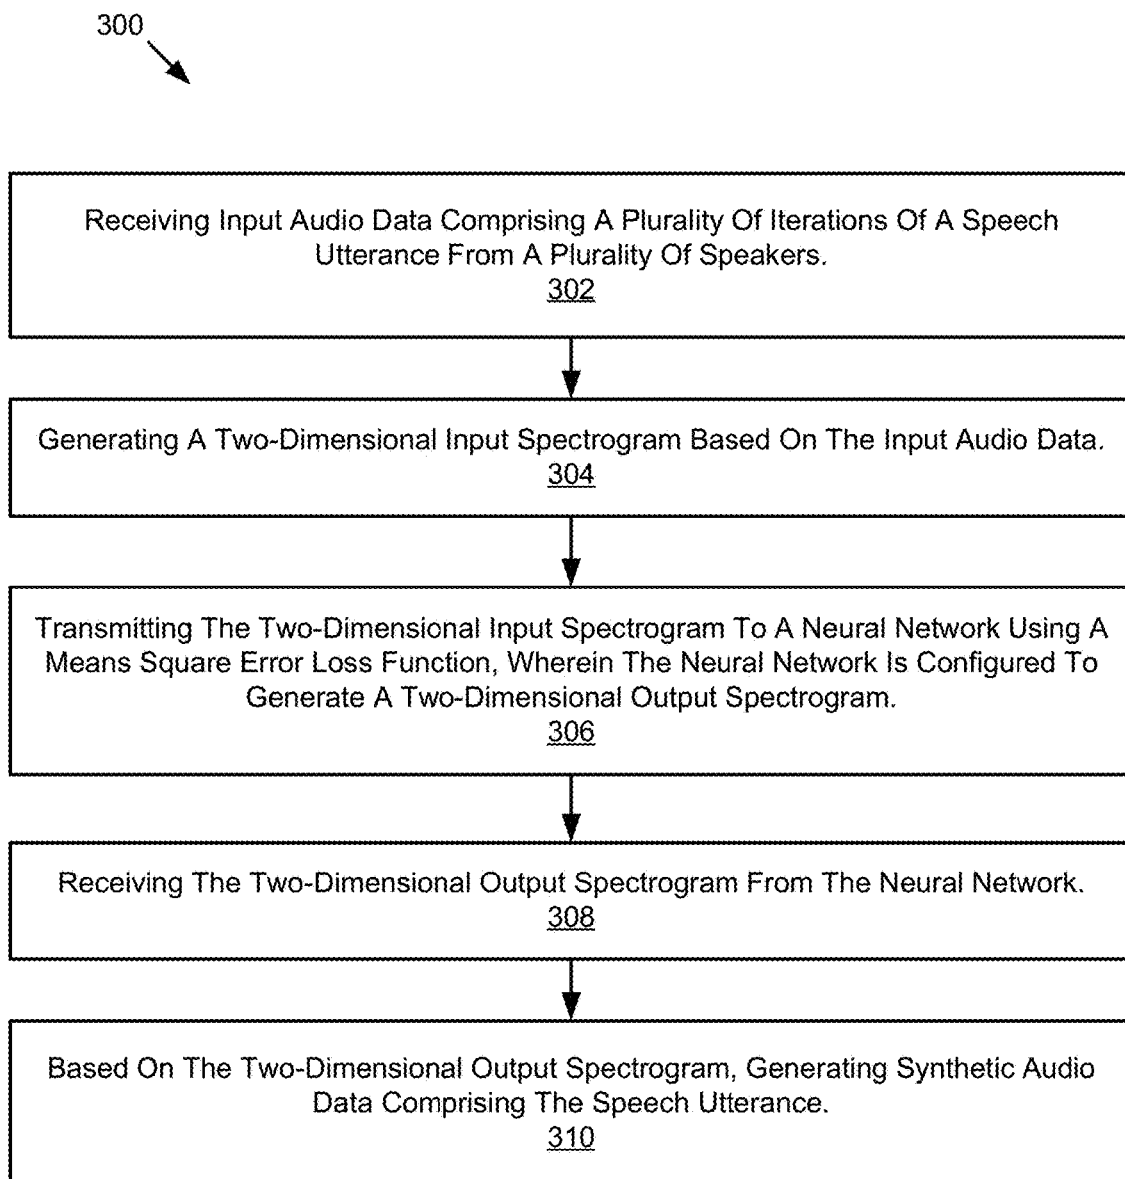 300
Receiving Input Audio Data Comprising A Plurality Of Iterations Of A Speech
Utterance From A Plurality Of Speakers.
302
Generating A Two-Dimensional Input Spectrogram Based On The Input Audio Data.
304
Transmitting The Two-Dimensional Input Spectrogram To A Neural Network Using A
Means Square Error Loss Function, Wherein The Neural Network Is Configured To
Generate A Two-Dimensional Output Spectrogram.
306
Receiving The Two-Dimensional Output Spectrogram From The Neural Network.
308
Based On The Two-Dimensional Output Spectrogram, Generating Synthetic Audio
Data Comprising The Speech Utterance.
310